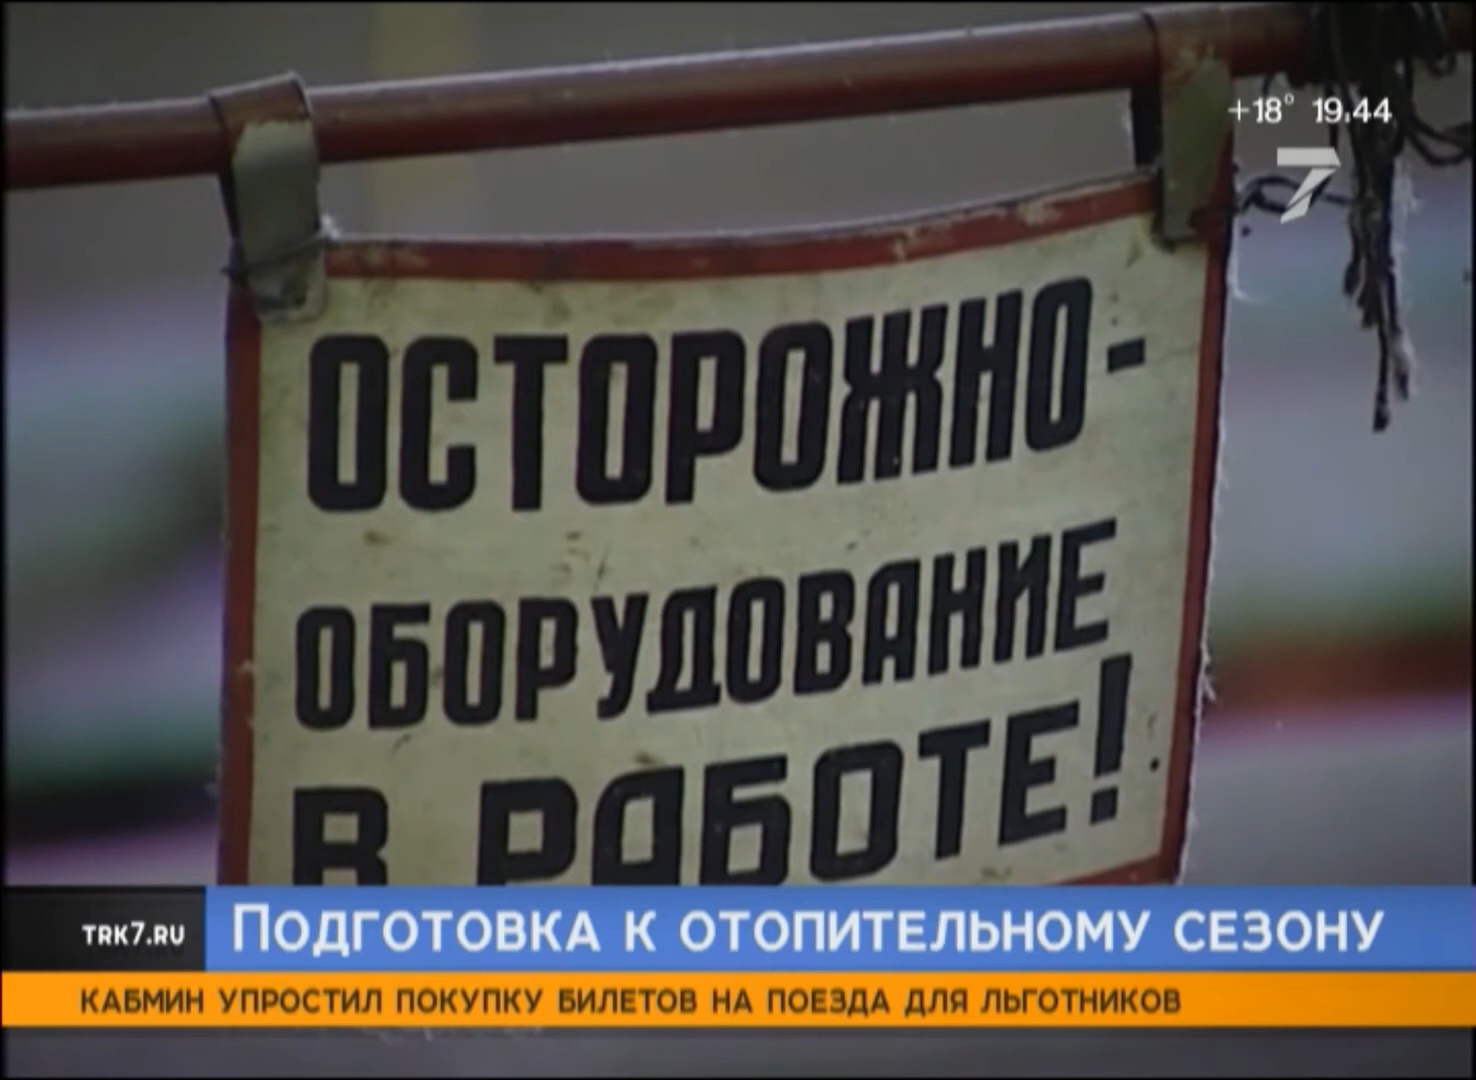 +18° 19:44
7
ОСТОРОЖНО-
ОБОРУДОВАНИЕ
В РАБОТЕ!
TRK7.RU
ПОДГОТОВКА К ОТОПИТЕЛЬНОМУ СЕЗОНУ
КАБМИН УПРОСТИЛ ПОКУПКУ БИЛЕТОВ НА ПОЕЗДА ДЛЯ ЛЬГОТНИКОВ